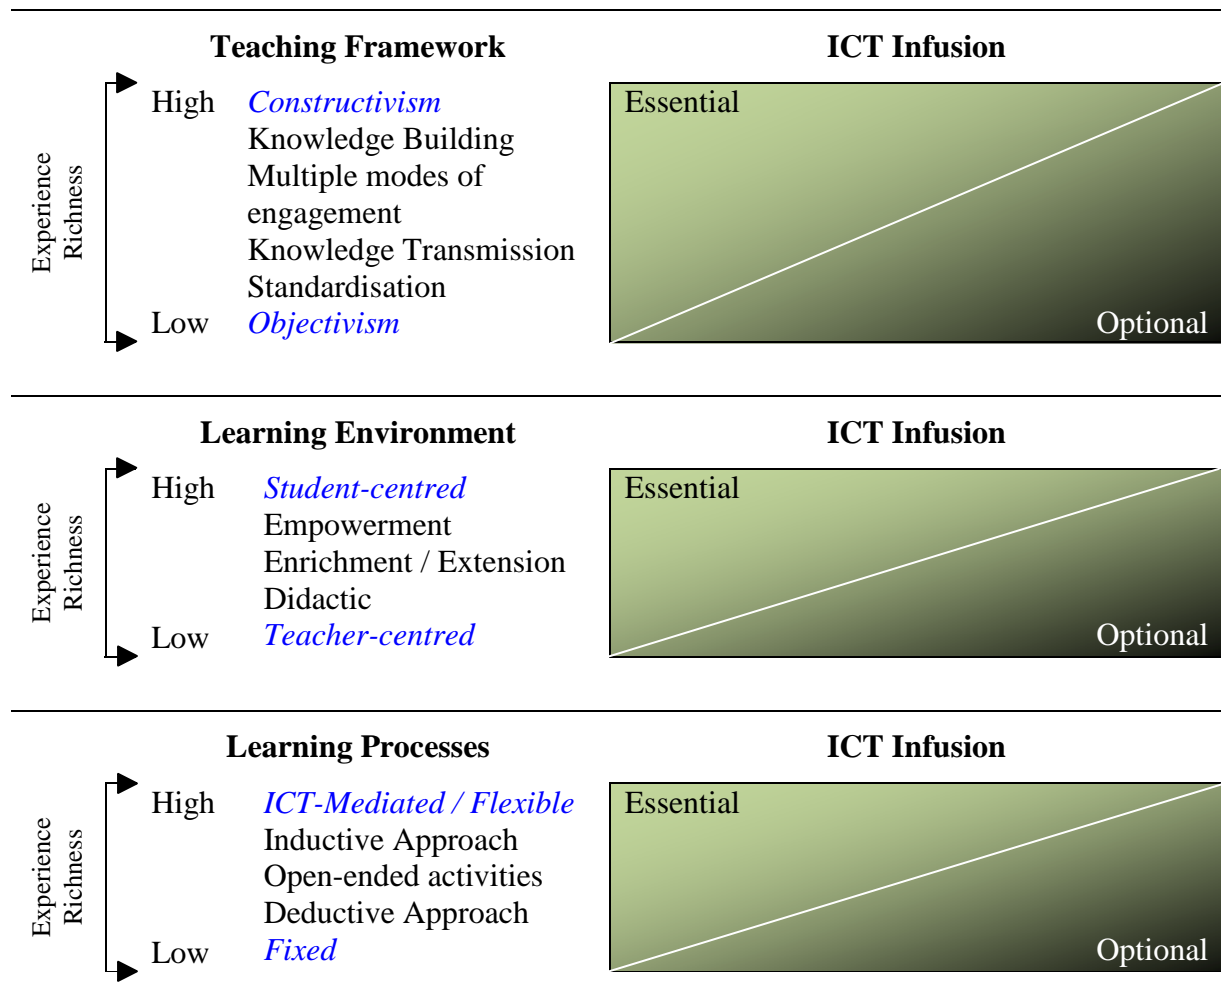 Teaching Framework
ICT Infusion
Experience
Richness
High
Constructivism
Knowledge Building
Multiple modes of
engagement
Knowledge Transmission
Standardisation
Low
Objectivism
Essential
Optional
Learning Environment
ICT Infusion
Experience
Richness
High
Student-centred
Empowerment
Enrichment / Extension
Didactic
Low
Teacher-centred
Essential
Optional
Learning Processes
ICT Infusion
Experience
Richness
High
ICT-Mediated / Flexible
Inductive Approach
Open-ended activities
Deductive Approach
Low
Fixed
Essential
Optional